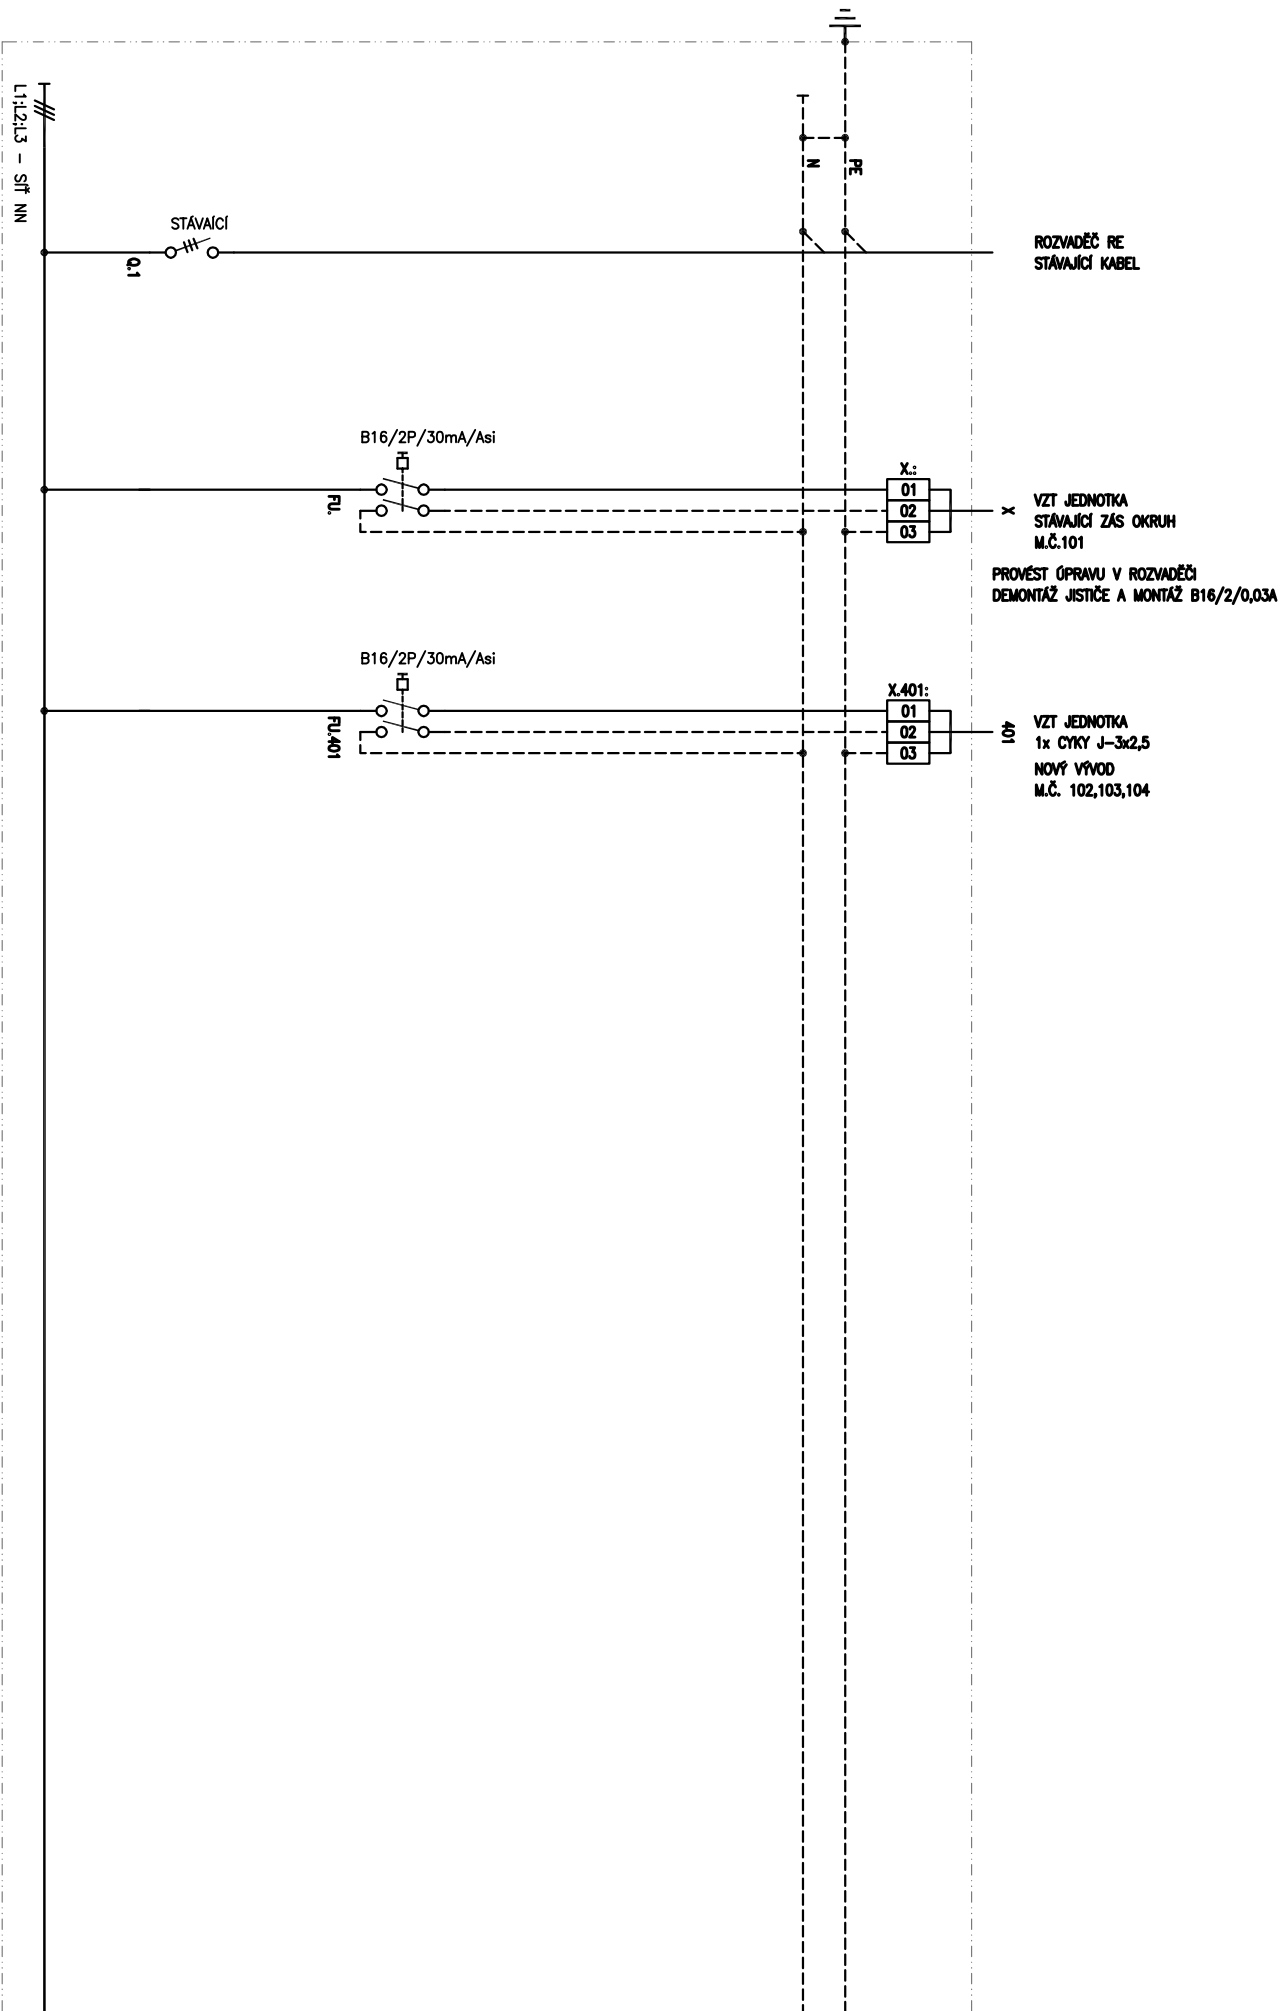 L1;L2;L3 - SÍŤ NN
N
PE
STÁVAÍCÍ
Q.1
ROZVADĚČ RE
STÁVAJÍCÍ KABEL
B16/2P/30mA/Asi
FU.
X.:
01
02
03
X
VZT JEDNOTKA
STÁVAJÍCÍ ZÁS OKRUH
M.Č.101
PROVÉST ÚPRAVU V ROZVADĚČI
DEMONTÁŽ JISTIČE A MONTÁŽ B16/2/0,03A
B16/2P/30mA/Asi
FU.401
X.401:
01
02
03
401
VZT JEDNOTKA
1x CYKY J-3x2,5
NOVÝ VÝVOD
M.Č. 102,103,104